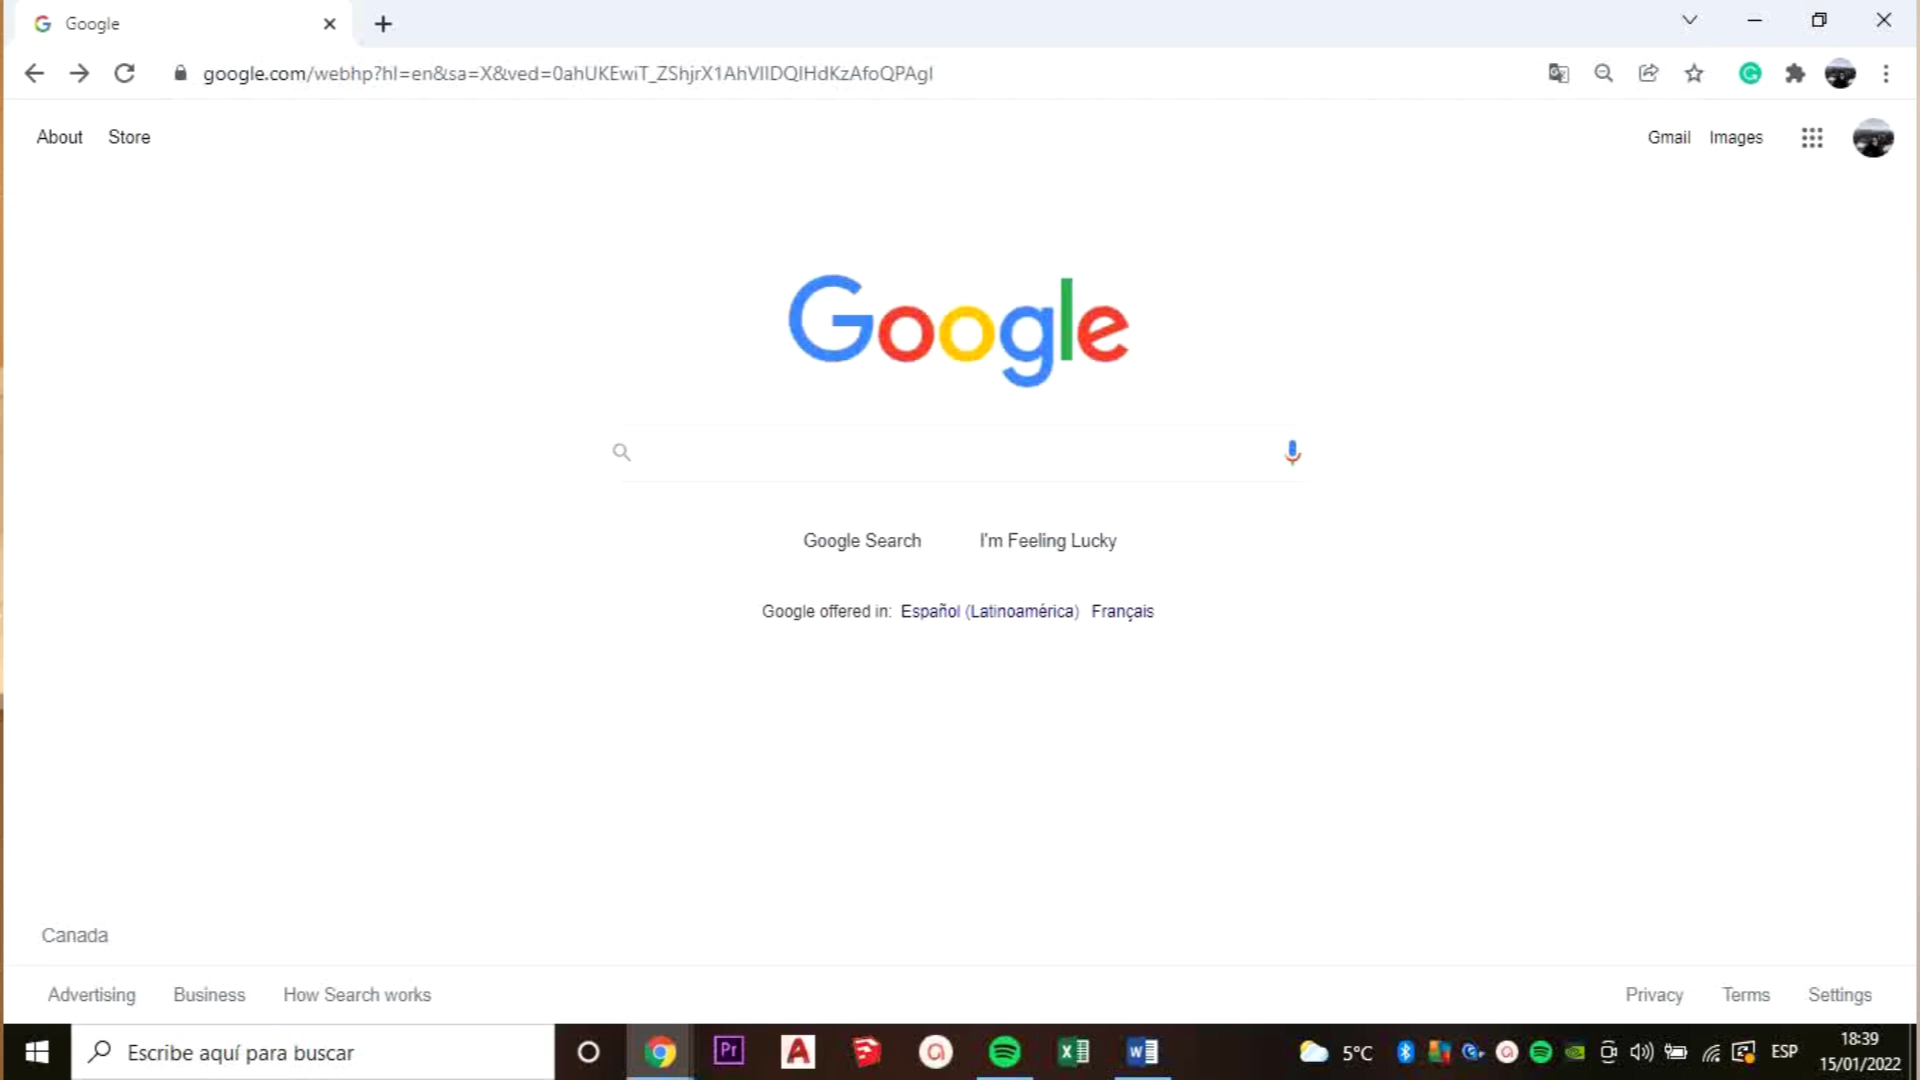 Google
google.com/webhp?hl=en&sa=X&ved=0ahUKEwiT_ZShjrX1AhVIIDQIHdKzAfoQPAgI
About Store
Gmail Images
Google
Google Search I'm Feeling Lucky
Google offered in: Español (Latinoamérica) Français
Canada
Advertising Business How Search works
Privacy Terms Settings
Escribe aquí para buscar
Pr
A
X
W
5°C
ESP
18:39
15/01/2022